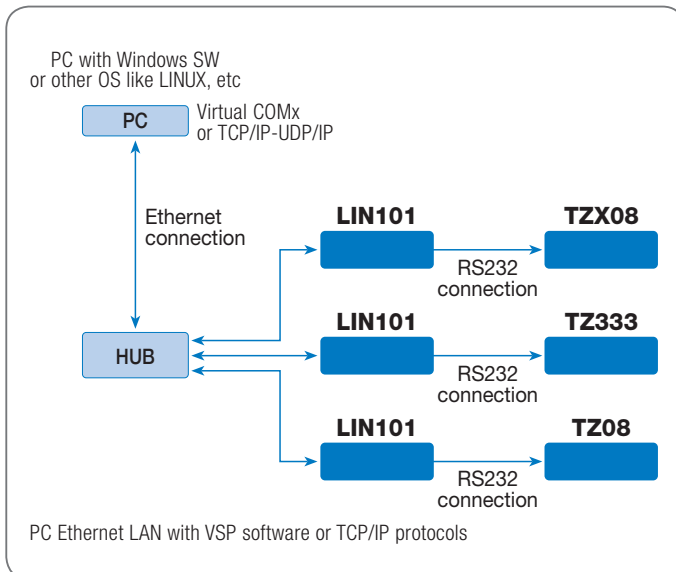 PC with Windows SW
or other OS like LINUX, etc
PC
Virtual COMx
or TCP/IP-UDP/IP
Ethernet
connection
LIN101
TZX08
RS232
connection
HUB
LIN101
TZ333
RS232
connection
LIN101
TZ08
RS232
connection
PC Ethernet LAN with VSP software or TCP/IP protocols